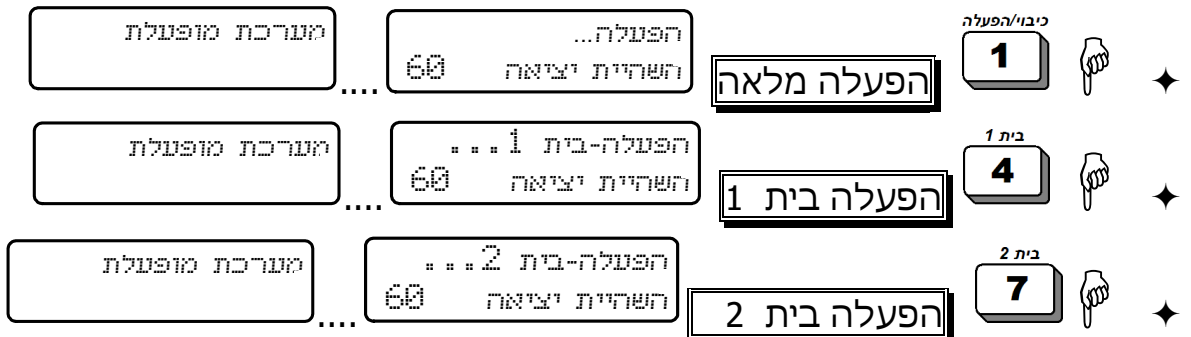 כיבוי/הפעלה
1
הפעלה מלאה
הפעלה...
השהיית יציאה 60
....
מערכת מופעלת
בית 1
4
הפעלה בית 1
הפעלה-בית 1...
השהיית יציאה 60
....
מערכת מופעלת
בית 2
7
הפעלה בית 2
הפעלה-בית 2...
השהיית יציאה 60
....
מערכת מופעלת